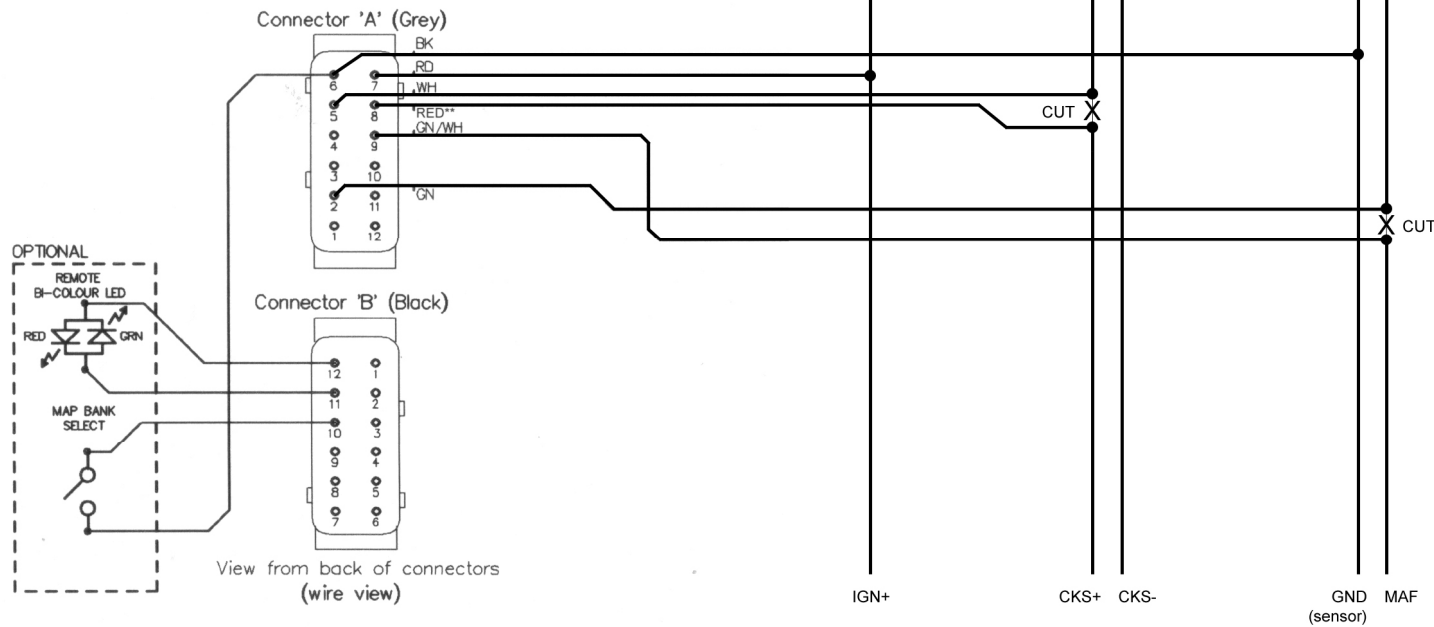 Connector 'A' (Grey)
BK
RD
WH
RED**
GN/WH
GN
6 7
5 8
4 9
3 10
2 11
1 12
CUT
CUT
OPTIONAL
REMOTE
BI-COLOUR LED
RED GRN
MAP BANK
SELECT
Connector 'B' (Black)
12 1
11 2
10 3
9 4
8 5
7 6
View from back of connectors
(wire view)
IGN+ CKS+ CKS- GND MAF
(sensor)